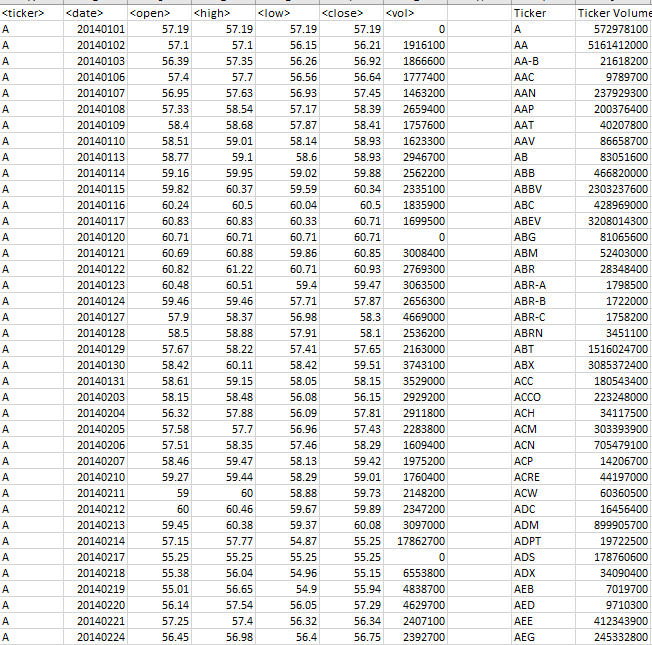 <ticker> <date> <open> <high> <low> <close> <vol> Ticker Ticker Volume
A 20140101 57.19 57.19 57.19 57.19 0 A 572978100
A 20140102 57.1 57.1 56.15 56.21 1916100 AA 5161412000
A 20140103 56.39 57.35 56.26 56.92 1866600 AA-B 21618200
A 20140106 57.4 57.7 56.56 56.64 1777400 AAC 9789700
A 20140107 56.95 57.63 56.93 57.45 1463200 AAN 237929300
A 20140108 57.33 58.54 57.17 58.39 2659400 AAP 200376400
A 20140109 58.4 58.68 57.87 58.41 1757600 AAT 40207800
A 20140110 58.51 59.01 58.14 58.93 1623300 AAV 86658700
A 20140113 58.77 59.1 58.6 58.93 2946700 AB 83051600
A 20140114 59.16 59.95 59.02 59.88 2562200 ABB 466820000
A 20140115 59.82 60.37 59.59 60.34 2335100 ABBV 2303237600
A 20140116 60.24 60.5 60.04 60.5 1835900 ABC 428969000
A 20140117 60.83 60.83 60.33 60.71 1699500 ABEV 3208014300
A 20140120 60.71 60.71 60.71 60.71 0 ABG 81065600
A 20140121 60.69 60.88 59.86 60.85 3008400 ABM 52403000
A 20140122 60.82 61.22 60.71 60.93 2769300 ABR 28348400
A 20140123 60.48 60.51 59.4 59.47 3063500 ABR-A 1798500
A 20140124 59.46 59.46 57.71 57.87 2656300 ABR-B 1722000
A 20140127 57.9 58.37 56.98 58.3 4669000 ABR-C 1758200
A 20140128 58.5 58.88 57.91 58.1 2536200 ABRN 3451100
A 20140129 57.67 58.22 57.41 57.65 2163000 ABT 1516024700
A 20140130 58.42 60.11 58.42 59.51 3743100 ABX 3085372400
A 20140131 58.61 59.15 58.05 58.15 3529000 ACC 180543400
A 20140203 58.15 58.48 56.08 56.15 2929200 ACCO 223248000
A 20140204 56.32 57.88 56.09 57.81 2911800 ACH 34117500
A 20140205 57.58 57.7 56.96 57.43 2283800 ACM 303393900
A 20140206 57.51 58.35 57.46 58.29 1609400 ACN 705479100
A 20140207 58.46 59.47 58.13 59.42 1975200 ACP 14206700
A 20140210 59.27 59.44 58.29 59.01 1760400 ACRE 44197000
A 20140211 59 60 58.88 59.73 2148200 ACW 60360500
A 20140212 60 60.46 59.67 59.89 2347200 ADC 16456400
A 20140213 59.45 60.38 59.37 60.08 3097000 ADM 899905700
A 20140214 57.15 57.77 54.87 55.25 17862700 ADPT 19722500
A 20140217 55.25 55.25 55.25 55.25 0 ADS 178760600
A 20140218 55.38 56.04 54.96 55.15 6553800 ADX 34090400
A 20140219 55.01 56.65 54.9 55.94 4838700 AEB 7019700
A 20140220 56.14 57.54 56.05 57.29 4629700 AED 9710300
A 20140221 57.25 57.4 56.32 56.34 2407100 AEE 412343900
A 20140224 56.45 56.98 56.4 56.75 2392700 AEG 245332800